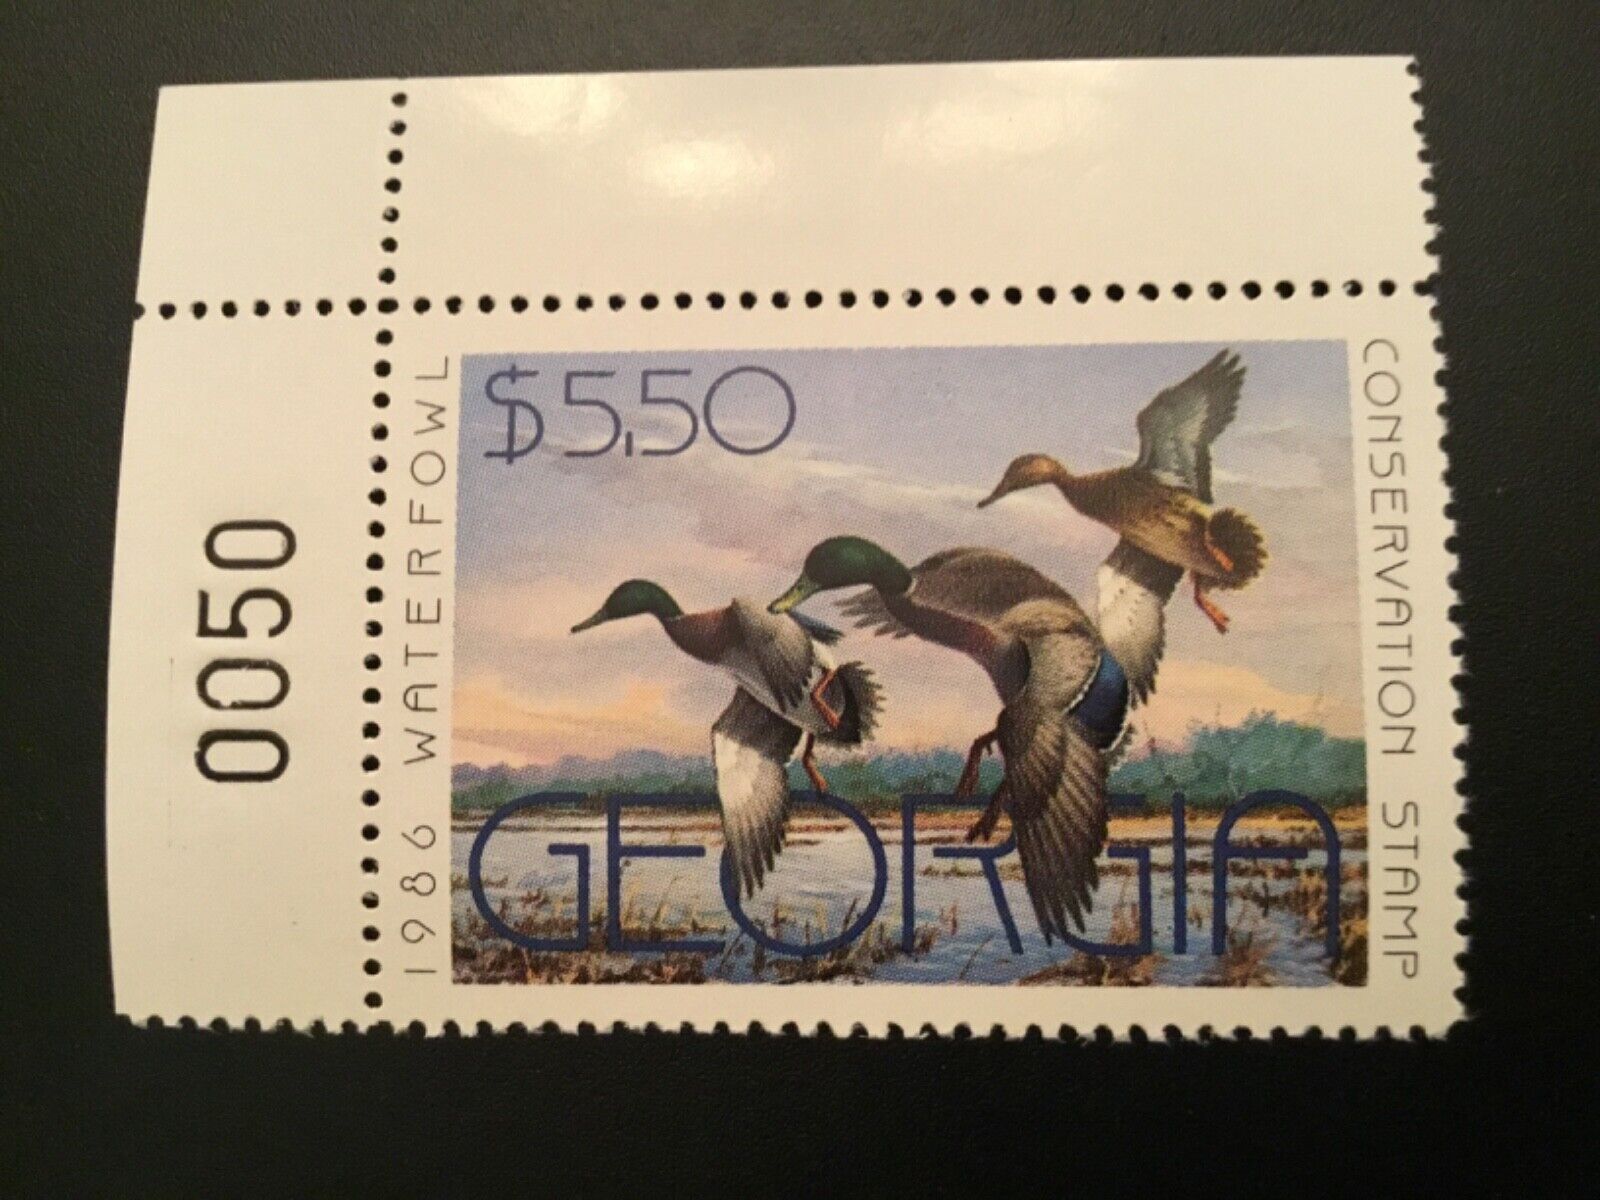 0050
1986 WATERFOWL
$5.50
GEORGIA
CONSERVATION STAMP